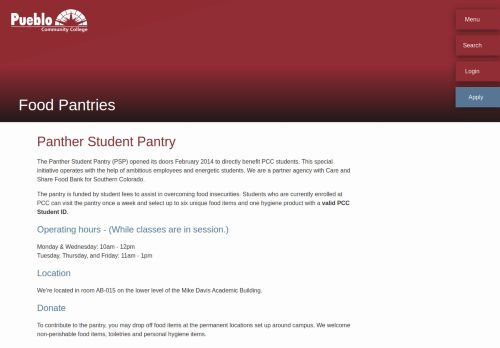 Pueblo
Community College
Menu
Search
Login
Apply
Food Pantries
Panther Student Pantry
The Panther Student Pantry (PSP) opened its doors February 2014 to directly benefit PCC students. This special
initiative operates with the help of ambitious employees and energetic students. We are a partner agency with Care and
Share Food Bank for Southern Colorado.
The pantry is funded by student fees to assist in overcoming food insecurities. Students who are currently enrolled at
PCC can visit the pantry once a week and select up to six unique food items and one hygiene product with a valid PCC
Student ID.
Operating hours - (While classes are in session.)
Monday & Wednesday: 10am - 12pm
Tuesday, Thursday, and Friday: 11am - 1pm
Location
We're located in room AB-015 on the lower level of the Mike Davis Academic Building.
Donate
To contribute to the pantry, you may drop off food items at the permanent locations set up around campus. We welcome
non-perishable food items, toiletries and personal hygiene items.